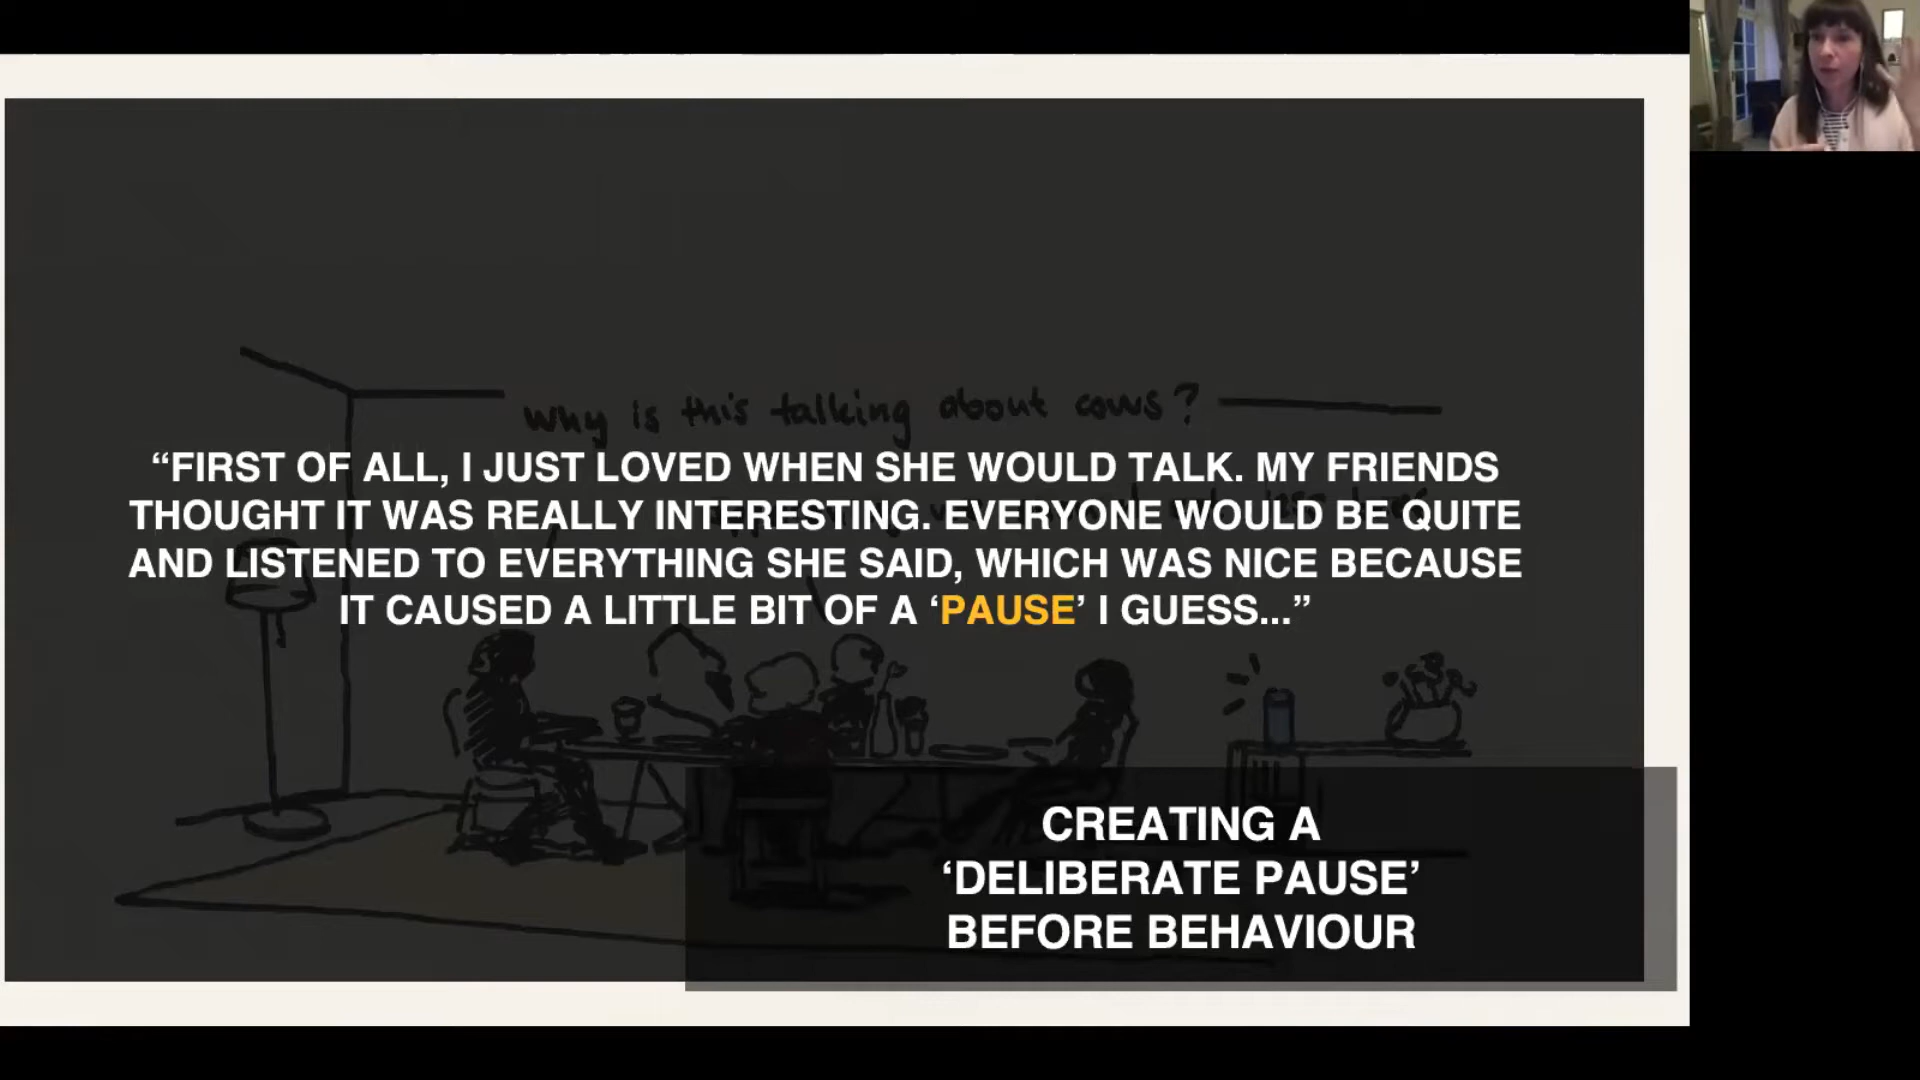 why is this talking about cows?
“FIRST OF ALL, I JUST LOVED WHEN SHE WOULD TALK. MY FRIENDS
THOUGHT IT WAS REALLY INTERESTING. EVERYONE WOULD BE QUITE
AND LISTENED TO EVERYTHING SHE SAID, WHICH WAS NICE BECAUSE
IT CAUSED A LITTLE BIT OF A ‘PAUSE’ I GUESS...”
CREATING A
‘DELIBERATE PAUSE’
BEFORE BEHAVIOUR